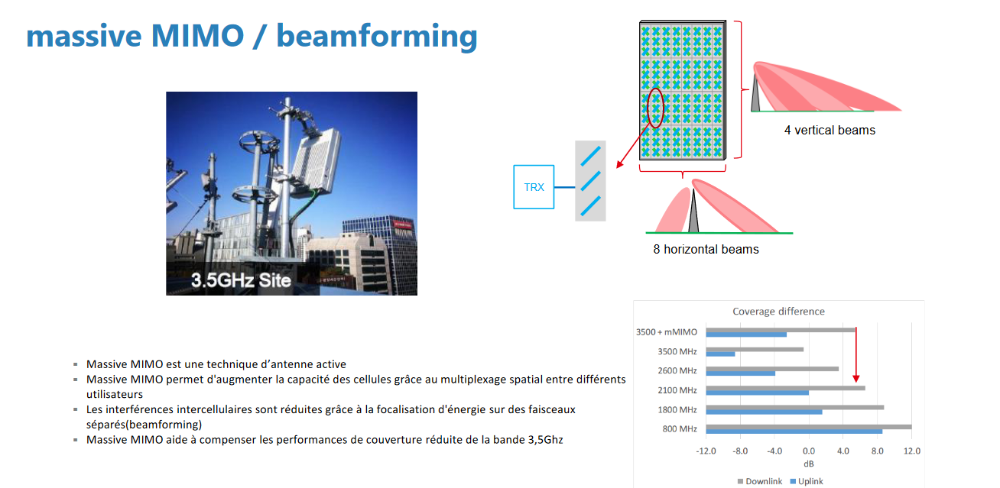 massive MIMO / beamforming
4 vertical beams
TRX
8 horizontal beams
3.5GHz Site
▪ Massive MIMO est une technique d’antenne active
▪ Massive MIMO permet d'augmenter la capacité des cellules grâce au multiplexage spatial entre différents
utilisateurs
▪ Les interférences intercellulaires sont réduites grâce à la focalisation d'énergie sur des faisceaux
séparés(beamforming)
▪ Massive MIMO aide à compenser les performances de couverture réduite de la bande 3,5Ghz
Coverage difference
3500 + mMIMO
3500 MHz
2600 MHz
2100 MHz
1800 MHz
800 MHz
-12.0 -8.0 -4.0 0.0 4.0 8.0 12.0
dB
Downlink Uplink